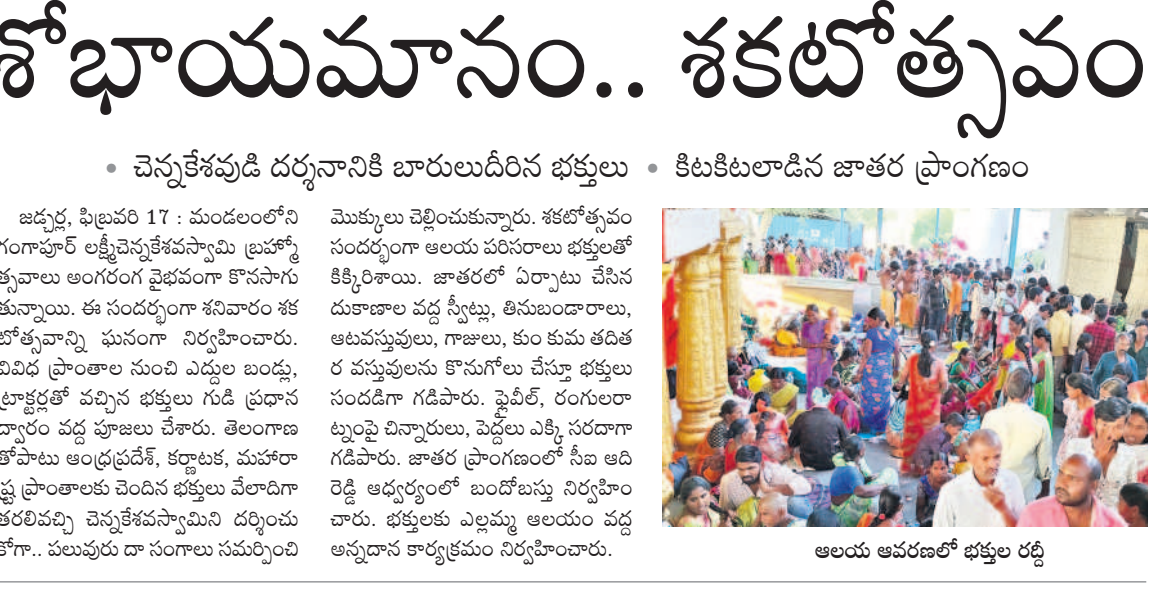 శోభాయమానం.. శకటోత్సవం
• చెన్నకేశవుడి దర్శనానికి బారులుదీరిన భక్తులు • కిటకిటలాడిన జాతర ప్రాంగణం
జడ్చర్ల, ఫిబ్రవరి 17 : మండలంలోని
గంగాపూర్ లక్ష్మీచెన్నకేశవస్వామి బ్రహ్మో
త్సవాలు అంగరంగ వైభవంగా కొనసాగు
తున్నాయి. ఈ సందర్భంగా శనివారం శక
టోత్సవాన్ని ఘనంగా నిర్వహించారు.
వివిధ ప్రాంతాల నుంచి ఎద్దుల బండ్లు,
ట్రాక్టర్లతో వచ్చిన భక్తులు గుడి ప్రధాన
ద్వారం వద్ద పూజలు చేశారు. తెలంగాణ
తోపాటు ఆంధ్రప్రదేశ్, కర్ణాటక, మహారా
ష్ట్ర ప్రాంతాలకు చెందిన భక్తులు వేలాదిగా
తరలివచ్చి చెన్నకేశవస్వామిని దర్శించు
కోగా.. పలువురు దా సంగాలు సమర్పించి
మొక్కులు చెల్లించుకున్నారు. శకటోత్సవం
సందర్భంగా ఆలయ పరిసరాలు భక్తులతో
కిక్కిరిశాయి. జాతరలో ఏర్పాటు చేసిన
దుకాణాల వద్ద స్వీట్లు, తినుబండారాలు,
ఆటవస్తువులు, గాజులు, కుం కుమ తదిత
ర వస్తువులను కొనుగోలు చేస్తూ భక్తులు
సందడిగా గడిపారు. ఫ్లైవీల్, రంగులరా
ట్నంపై చిన్నారులు, పెద్దలు ఎక్కి సరదాగా
గడిపారు. జాతర ప్రాంగణంలో సీఐ ఆది
రెడ్డి ఆధ్వర్యంలో బందోబస్తు నిర్వహిం
చారు. భక్తులకు ఎల్లమ్మ ఆలయం వద్ద
అన్నదాన కార్యక్రమం నిర్వహించారు.
ఆలయ ఆవరణలో భక్తుల రద్దీ